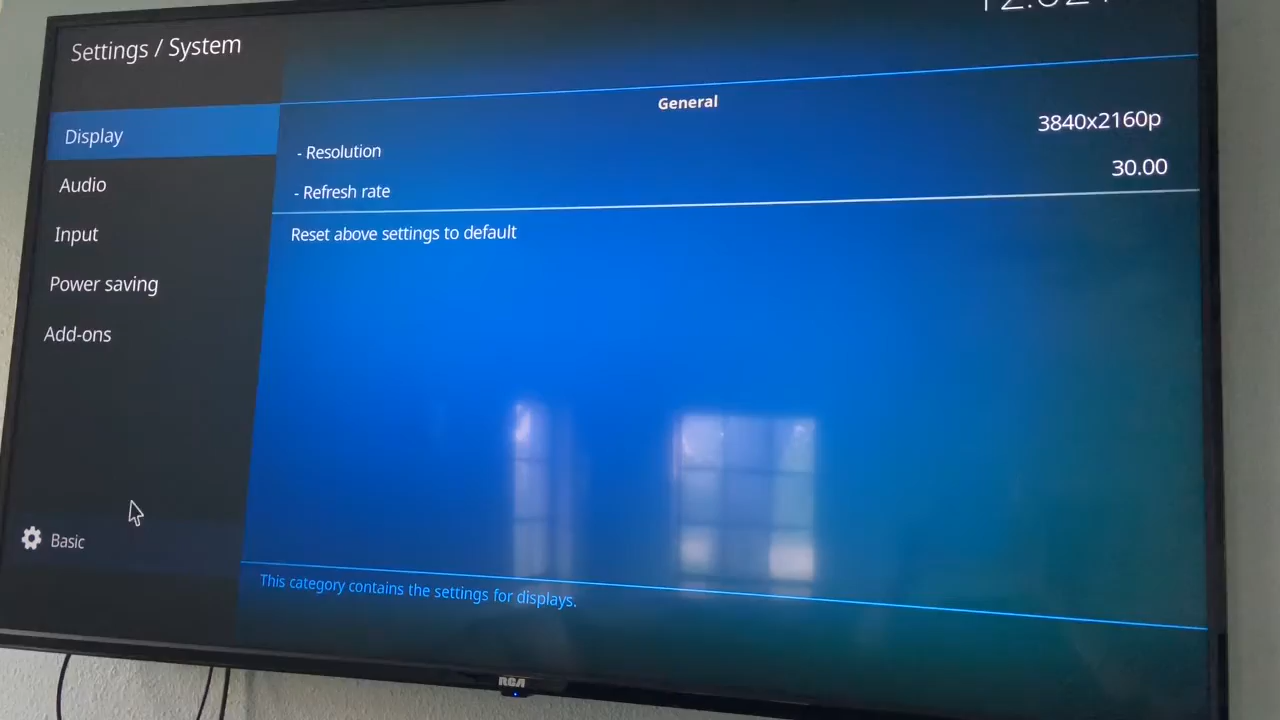 Settings / System
Display
Audio
Input
Power saving
Add-ons
Basic
General
- Resolution
3840x2160p
- Refresh rate
30.00
Reset above settings to default
This category contains the settings for displays.
RCA